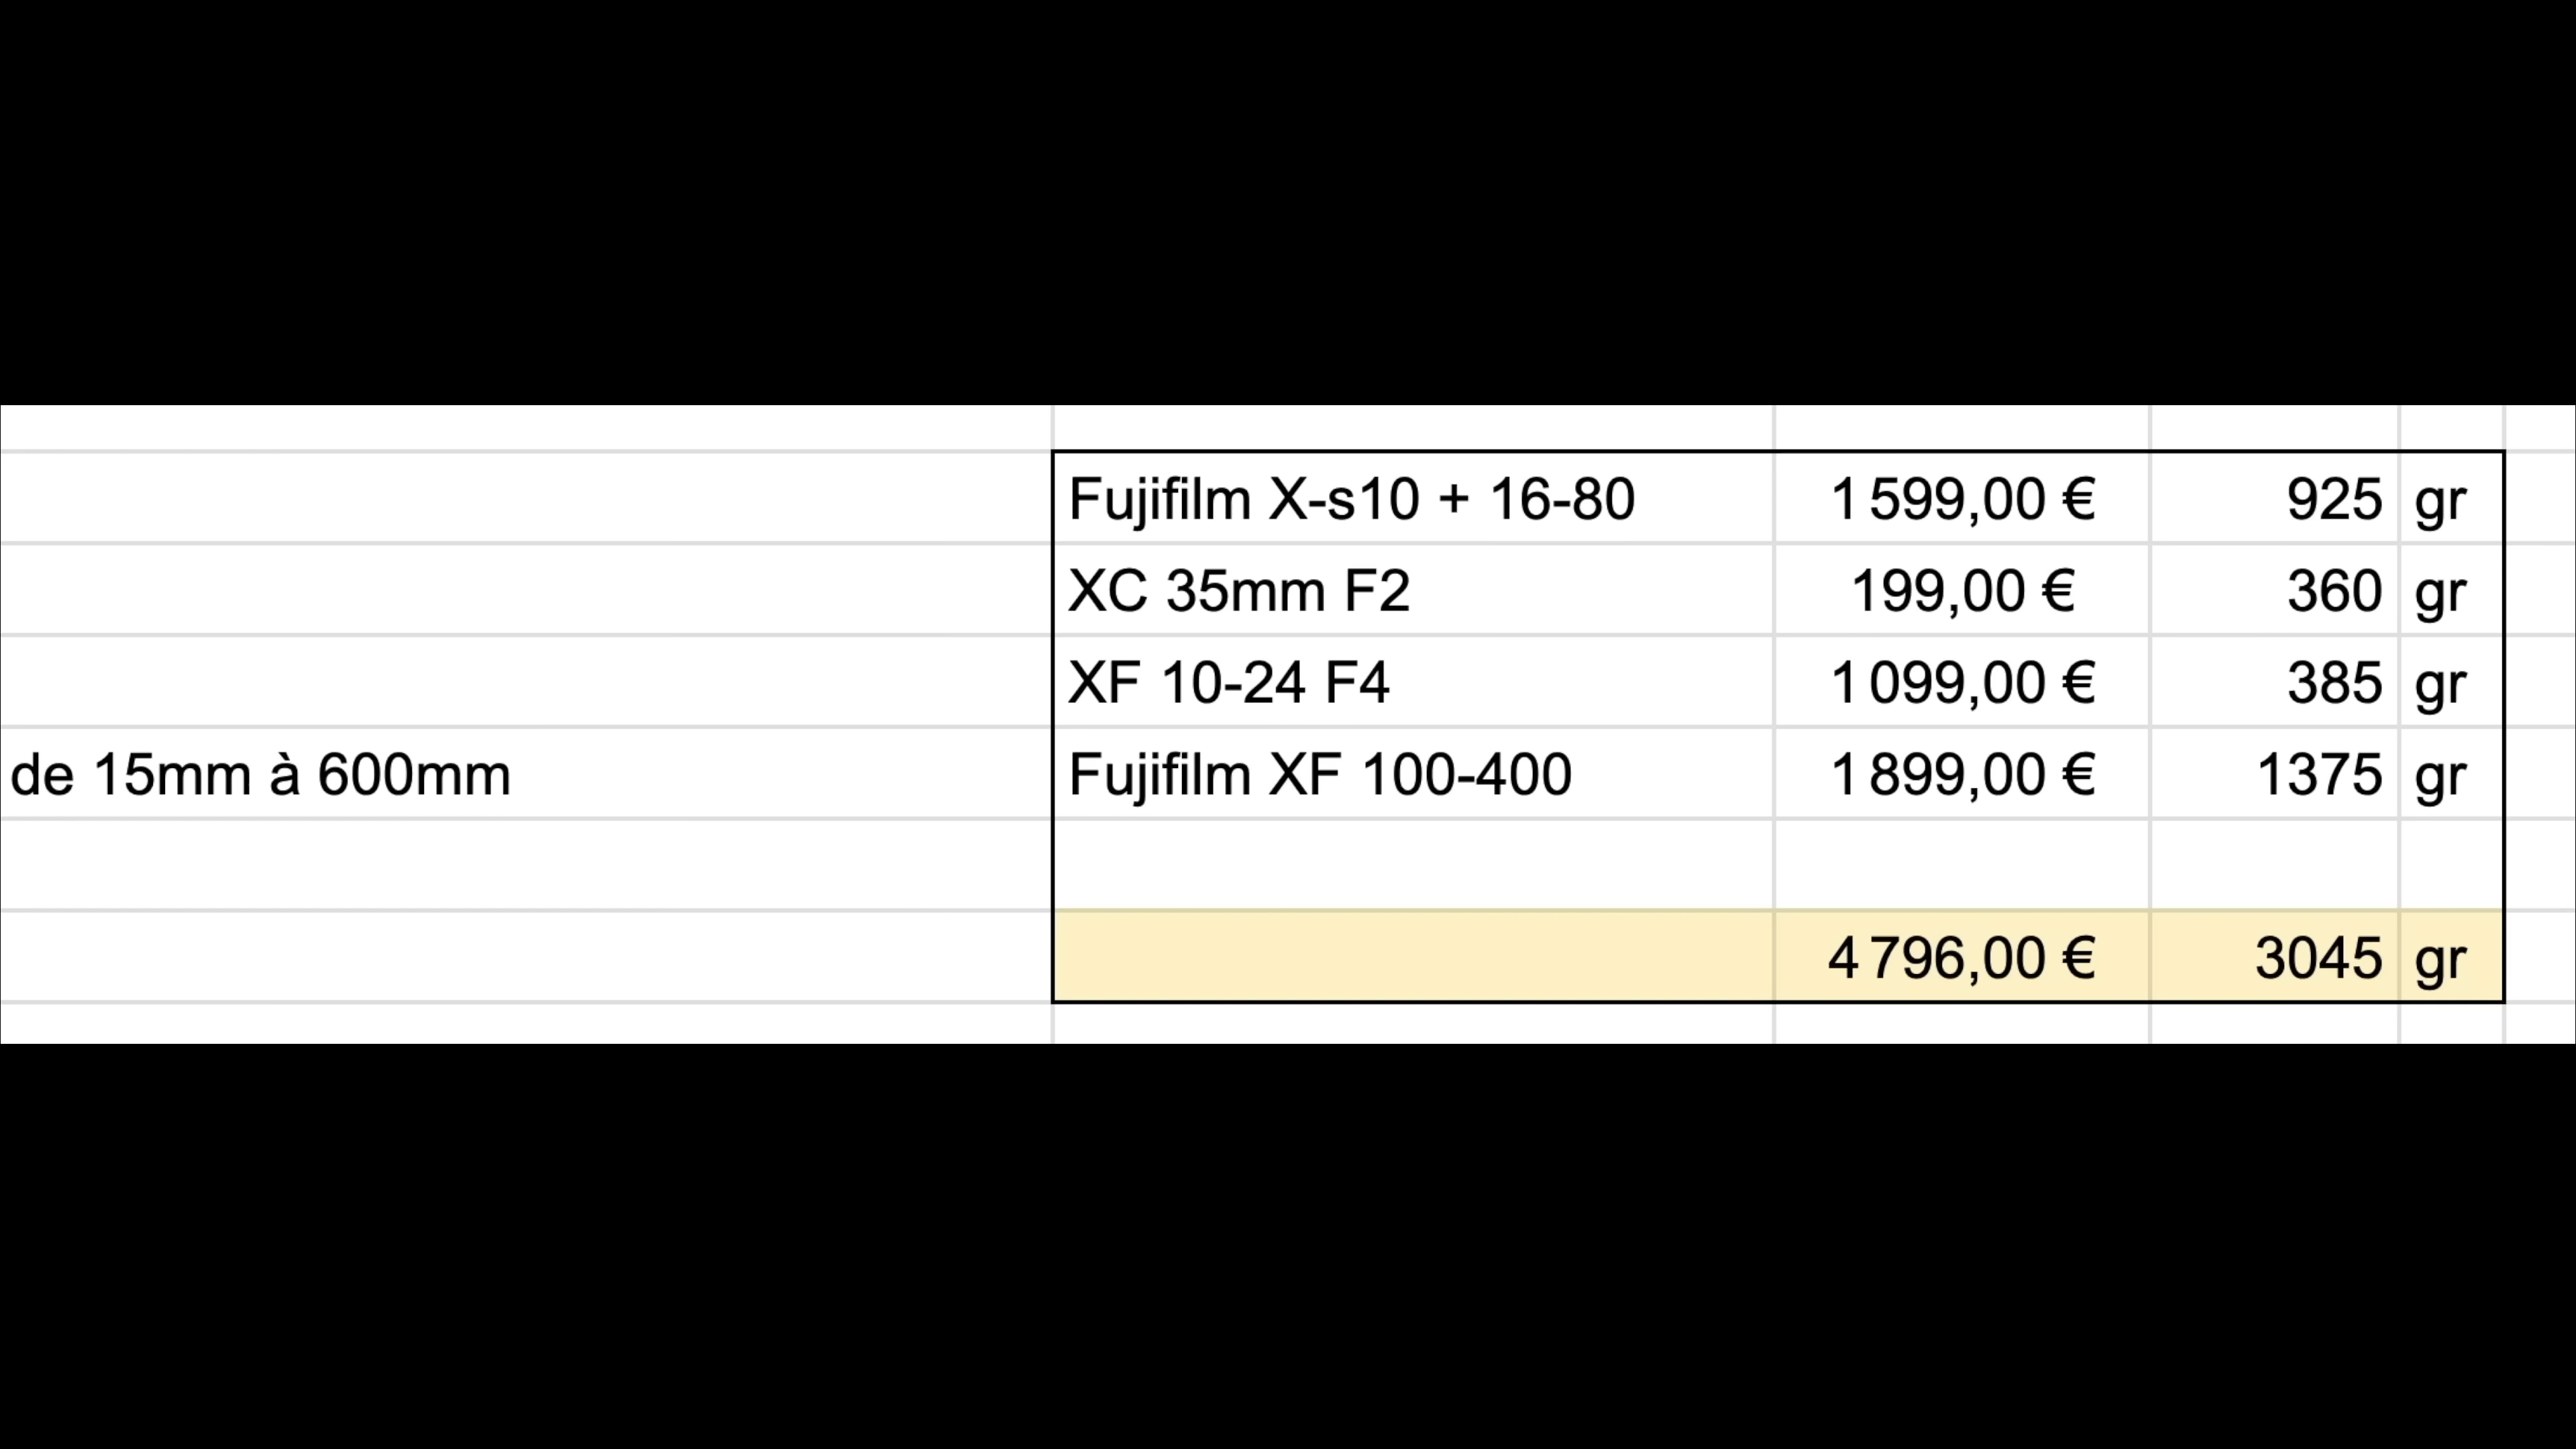 Fujifilm X-s10 + 16-80 1 599,00 € 925 gr
XC 35mm F2 199,00 € 360 gr
XF 10-24 F4 1 099,00 € 385 gr
de 15mm à 600mm Fujifilm XF 100-400 1 899,00 € 1375 gr
4 796,00 € 3045 gr